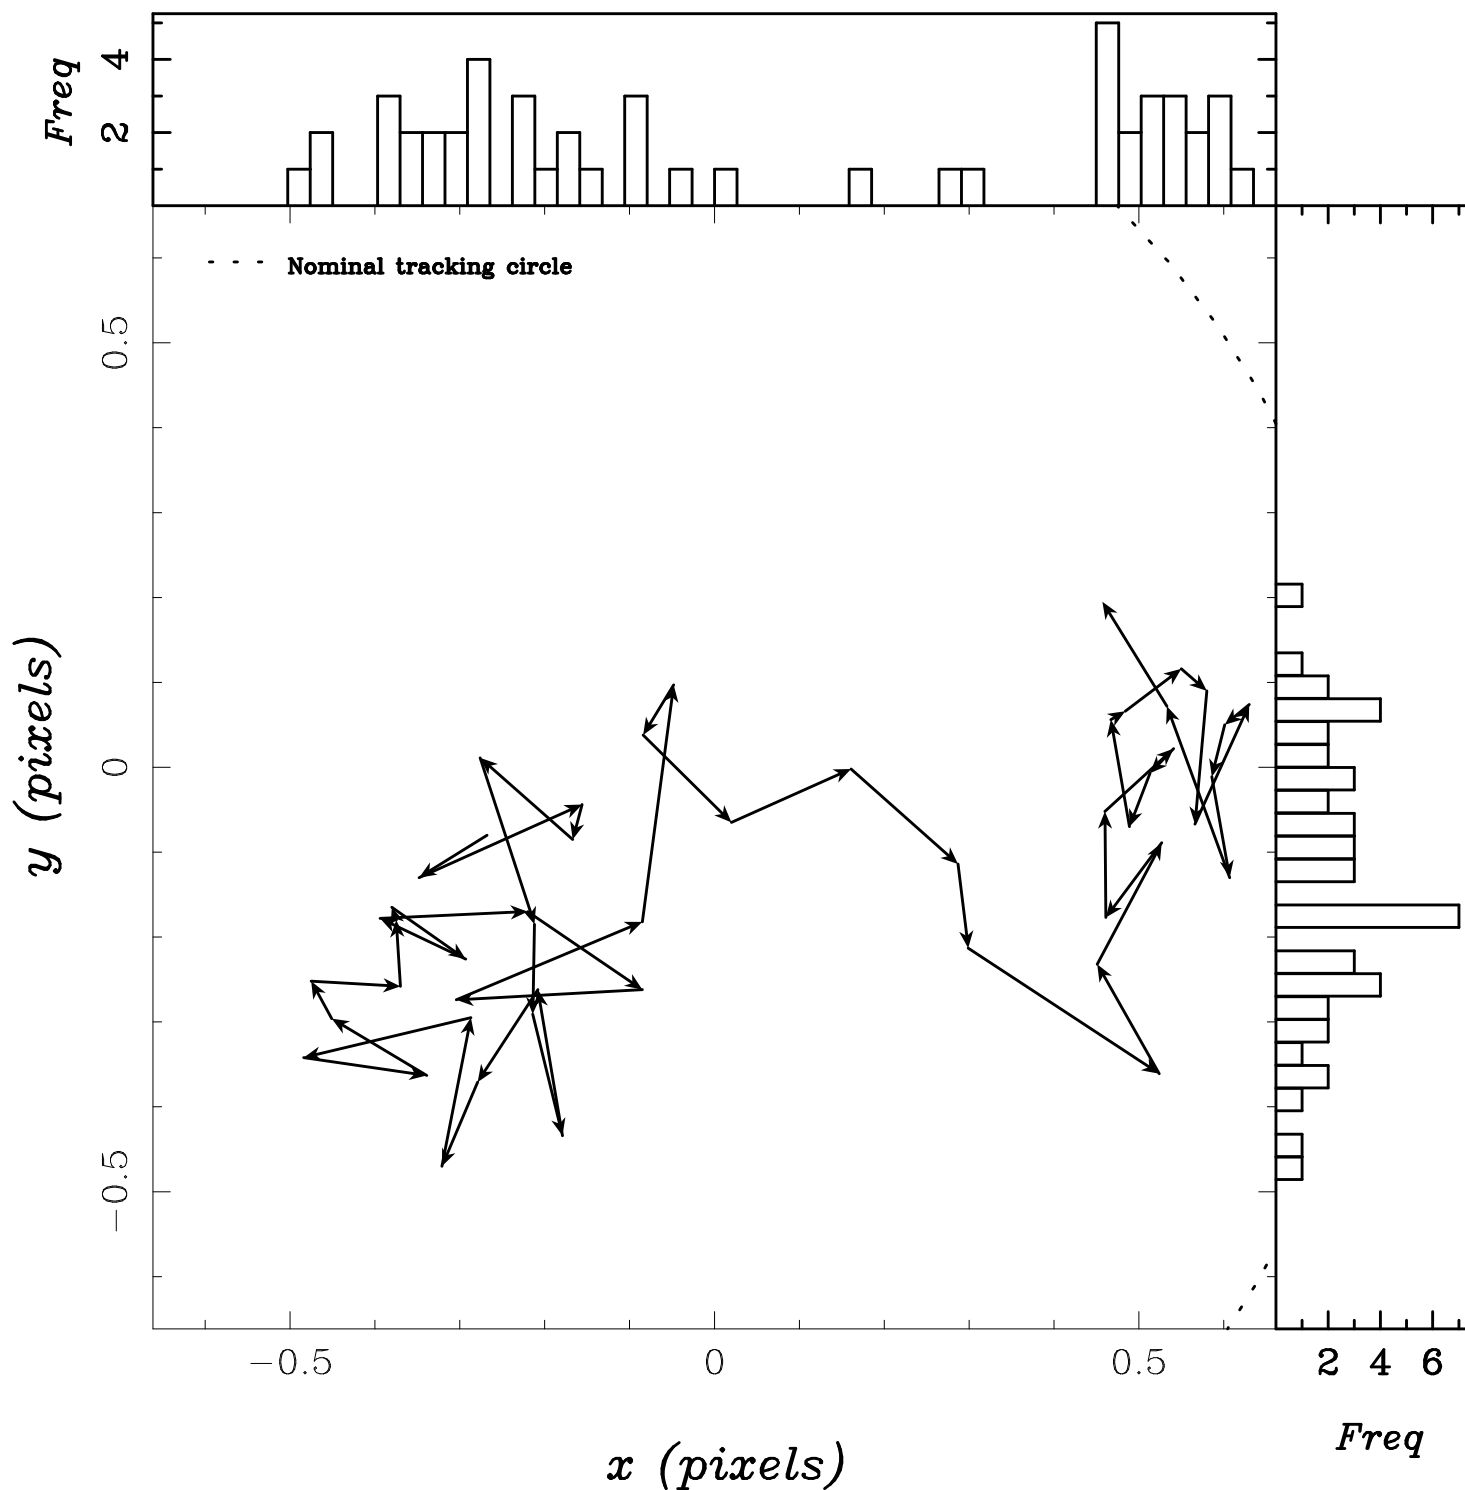 Freq
4
2
Nominal tracking circle
0.5
0
−0.5
y (pixels)
−0.5 0 0.5
x (pixels)
2 4 6
Freq